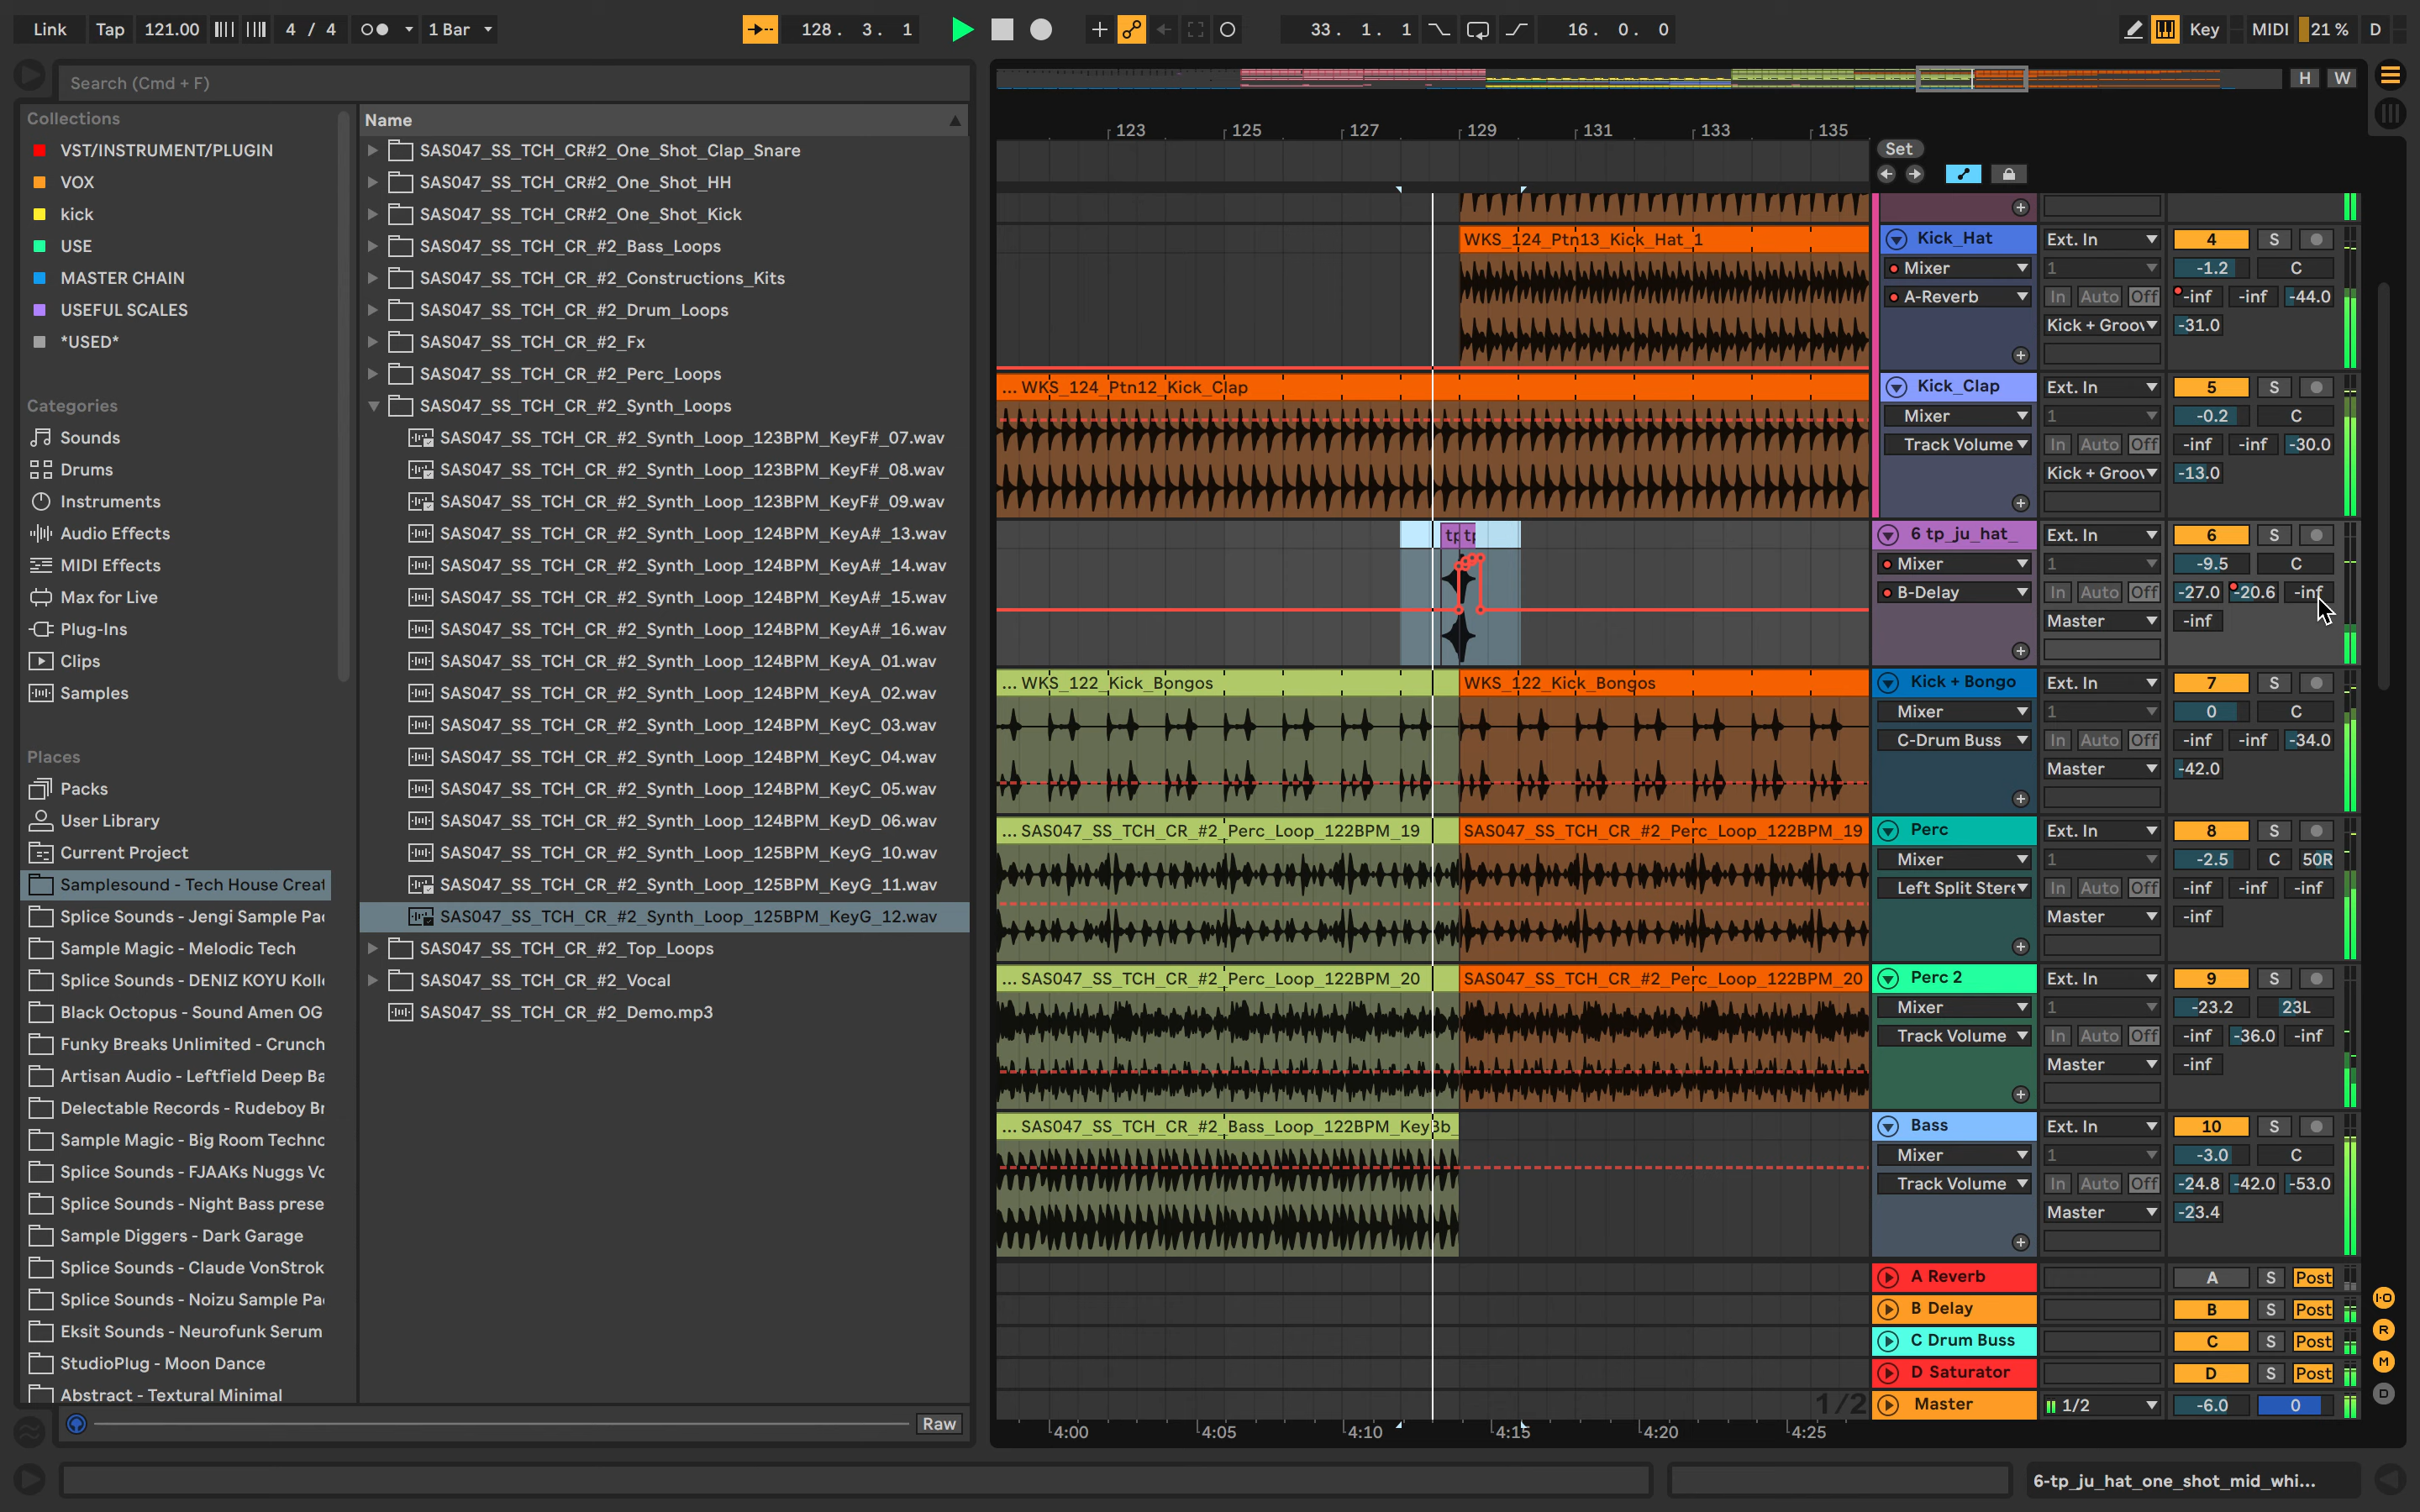 Link Tap 121.00 4 / 4 1 Bar 128. 3. 1 33. 1. 1 16. 0. 0 Key MIDI 21 % D
Search (Cmd + F)
H W
Collections
VST/INSTRUMENT/PLUGIN
VOX
kick
USE
MASTER CHAIN
USEFUL SCALES
*USED*
Categories
Sounds
Drums
Instruments
Audio Effects
MIDI Effects
Max for Live
Plug-Ins
Clips
Samples
Places
Packs
User Library
Current Project
Samplesound - Tech House Creat
Splice Sounds - Jengi Sample Pa
Sample Magic - Melodic Tech
Splice Sounds - DENIZ KOYU Koll
Black Octopus - Sound Amen OG
Funky Breaks Unlimited - Crunch
Artisan Audio - Leftfield Deep Ba
Delectable Records - Rudeboy Br
Sample Magic - Big Room Techno
Splice Sounds - FJAAKs Nuggs Vo
Splice Sounds - Night Bass prese
Sample Diggers - Dark Garage
Splice Sounds - Claude VonStrok
Splice Sounds - Noizu Sample Pa
Eksit Sounds - Neurofunk Serum
StudioPlug - Moon Dance
Abstract - Textural Minimal
Name
SAS047_SS_TCH_CR#2_One_Shot_Clap_Snare
SAS047_SS_TCH_CR#2_One_Shot_HH
SAS047_SS_TCH_CR#2_One_Shot_Kick
SAS047_SS_TCH_CR_#2_Bass_Loops
SAS047_SS_TCH_CR_#2_Constructions_Kits
SAS047_SS_TCH_CR_#2_Drum_Loops
SAS047_SS_TCH_CR_#2_Fx
SAS047_SS_TCH_CR_#2_Perc_Loops
SAS047_SS_TCH_CR_#2_Synth_Loops
SAS047_SS_TCH_CR_#2_Synth_Loop_123BPM_KeyF#_07.wav
SAS047_SS_TCH_CR_#2_Synth_Loop_123BPM_KeyF#_08.wav
SAS047_SS_TCH_CR_#2_Synth_Loop_123BPM_KeyF#_09.wav
SAS047_SS_TCH_CR_#2_Synth_Loop_124BPM_KeyA#_13.wav
SAS047_SS_TCH_CR_#2_Synth_Loop_124BPM_KeyA#_14.wav
SAS047_SS_TCH_CR_#2_Synth_Loop_124BPM_KeyA#_15.wav
SAS047_SS_TCH_CR_#2_Synth_Loop_124BPM_KeyA#_16.wav
SAS047_SS_TCH_CR_#2_Synth_Loop_124BPM_KeyA_01.wav
SAS047_SS_TCH_CR_#2_Synth_Loop_124BPM_KeyA_02.wav
SAS047_SS_TCH_CR_#2_Synth_Loop_124BPM_KeyC_03.wav
SAS047_SS_TCH_CR_#2_Synth_Loop_124BPM_KeyC_04.wav
SAS047_SS_TCH_CR_#2_Synth_Loop_124BPM_KeyC_05.wav
SAS047_SS_TCH_CR_#2_Synth_Loop_124BPM_KeyD_06.wav
SAS047_SS_TCH_CR_#2_Synth_Loop_125BPM_KeyG_10.wav
SAS047_SS_TCH_CR_#2_Synth_Loop_125BPM_KeyG_11.wav
SAS047_SS_TCH_CR_#2_Synth_Loop_125BPM_KeyG_12.wav
SAS047_SS_TCH_CR_#2_Top_Loops
SAS047_SS_TCH_CR_#2_Vocal
SAS047_SS_TCH_CR_#2_Demo.mp3
Raw
123 125 127 129 131 133 135
Set
WKS_124_Ptn13_Kick_Hat_1 Kick_Hat Ext. In 4 S
Mixer 1 -1.2 C
A-Reverb In Auto Off -inf -inf -44.0
Kick + Groov -31.0
... WKS_124_Ptn12_Kick_Clap Kick_Clap Ext. In 5 S
Mixer 1 -0.2 C
Track Volume In Auto Off -inf -inf -30.0
Kick + Groov -13.0
tp tp 6 tp_ju_hat_ Ext. In 6 S
Mixer 1 -9.5 C
B-Delay In Auto Off -27.0 -20.6 -inf
Master -inf
... WKS_122_Kick_Bongos WKS_122_Kick_Bongos Kick + Bongo Ext. In 7 S
Mixer 1 0 C
C-Drum Buss In Auto Off -inf -inf -34.0
Master -42.0
... SAS047_SS_TCH_CR_#2_Perc_Loop_122BPM_19 SAS047_SS_TCH_CR_#2_Perc_Loop_122BPM_19 Perc Ext. In 8 S
Mixer 1 -2.5 C 50R
Left Split Stere In Auto Off -inf -inf -inf
Master -inf
... SAS047_SS_TCH_CR_#2_Perc_Loop_122BPM_20 SAS047_SS_TCH_CR_#2_Perc_Loop_122BPM_20 Perc 2 Ext. In 9 S
Mixer 1 -23.2 23L
Track Volume In Auto Off -inf -36.0 -inf
Master -inf
... SAS047_SS_TCH_CR_#2_Bass_Loop_122BPM_KeyBb_ Bass Ext. In 10 S
Mixer 1 -3.0 C
Track Volume In Auto Off -24.8 -42.0 -53.0
Master -23.4
A Reverb A S Post
B Delay B S Post
C Drum Buss C S Post
D Saturator D S Post
1/2 Master 1/2 -6.0 0
I·O
R
M
D
4:00 4:05 4:10 4:15 4:20 4:25
6-tp_ju_hat_one_shot_mid_whi...